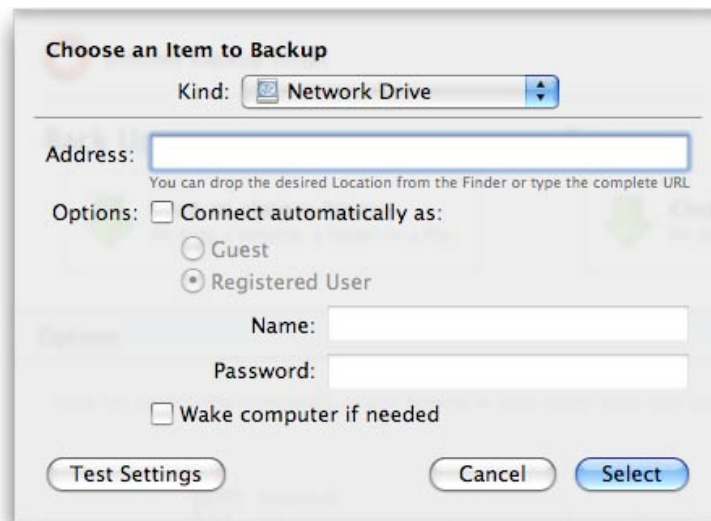 Choose an Item to Backup
Kind: Network Drive
Address:
You can drop the desired Location from the Finder or type the complete URL
Options: Connect automatically as:
Guest
Registered User
Name:
Password:
Wake computer if needed
Test Settings Cancel Select